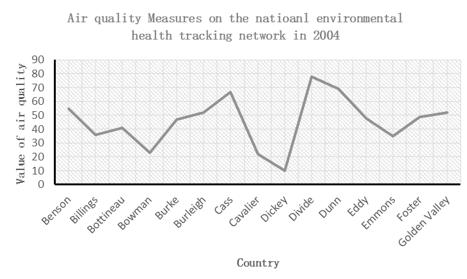 Air quality Measures on the natioanl environmental
health tracking network in 2004
Value of air quality
90
80
70
60
50
40
30
20
10
0
Benson
Billings
Bottineau
Bowman
Burke
Burleigh
Cass
Cavalier
Dickey
Divide
Dunn
Eddy
Emmons
Foster
Golden Valley
Country